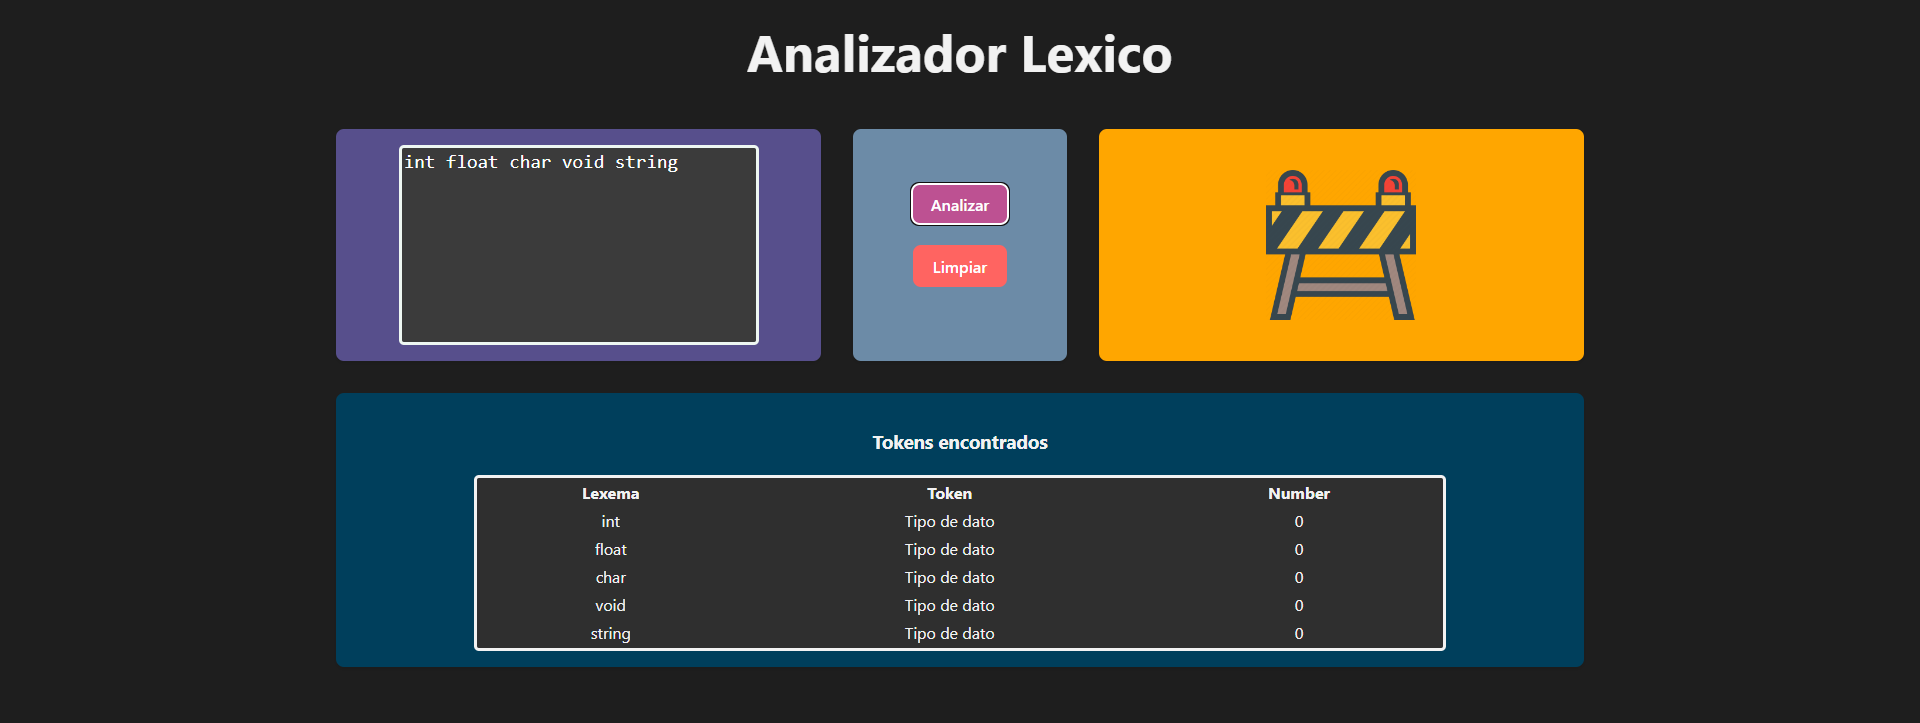 Analizador Lexico
int float char void string
Analizar
Limpiar
Tokens encontrados
Lexema Token Number
int Tipo de dato 0
float Tipo de dato 0
char Tipo de dato 0
void Tipo de dato 0
string Tipo de dato 0